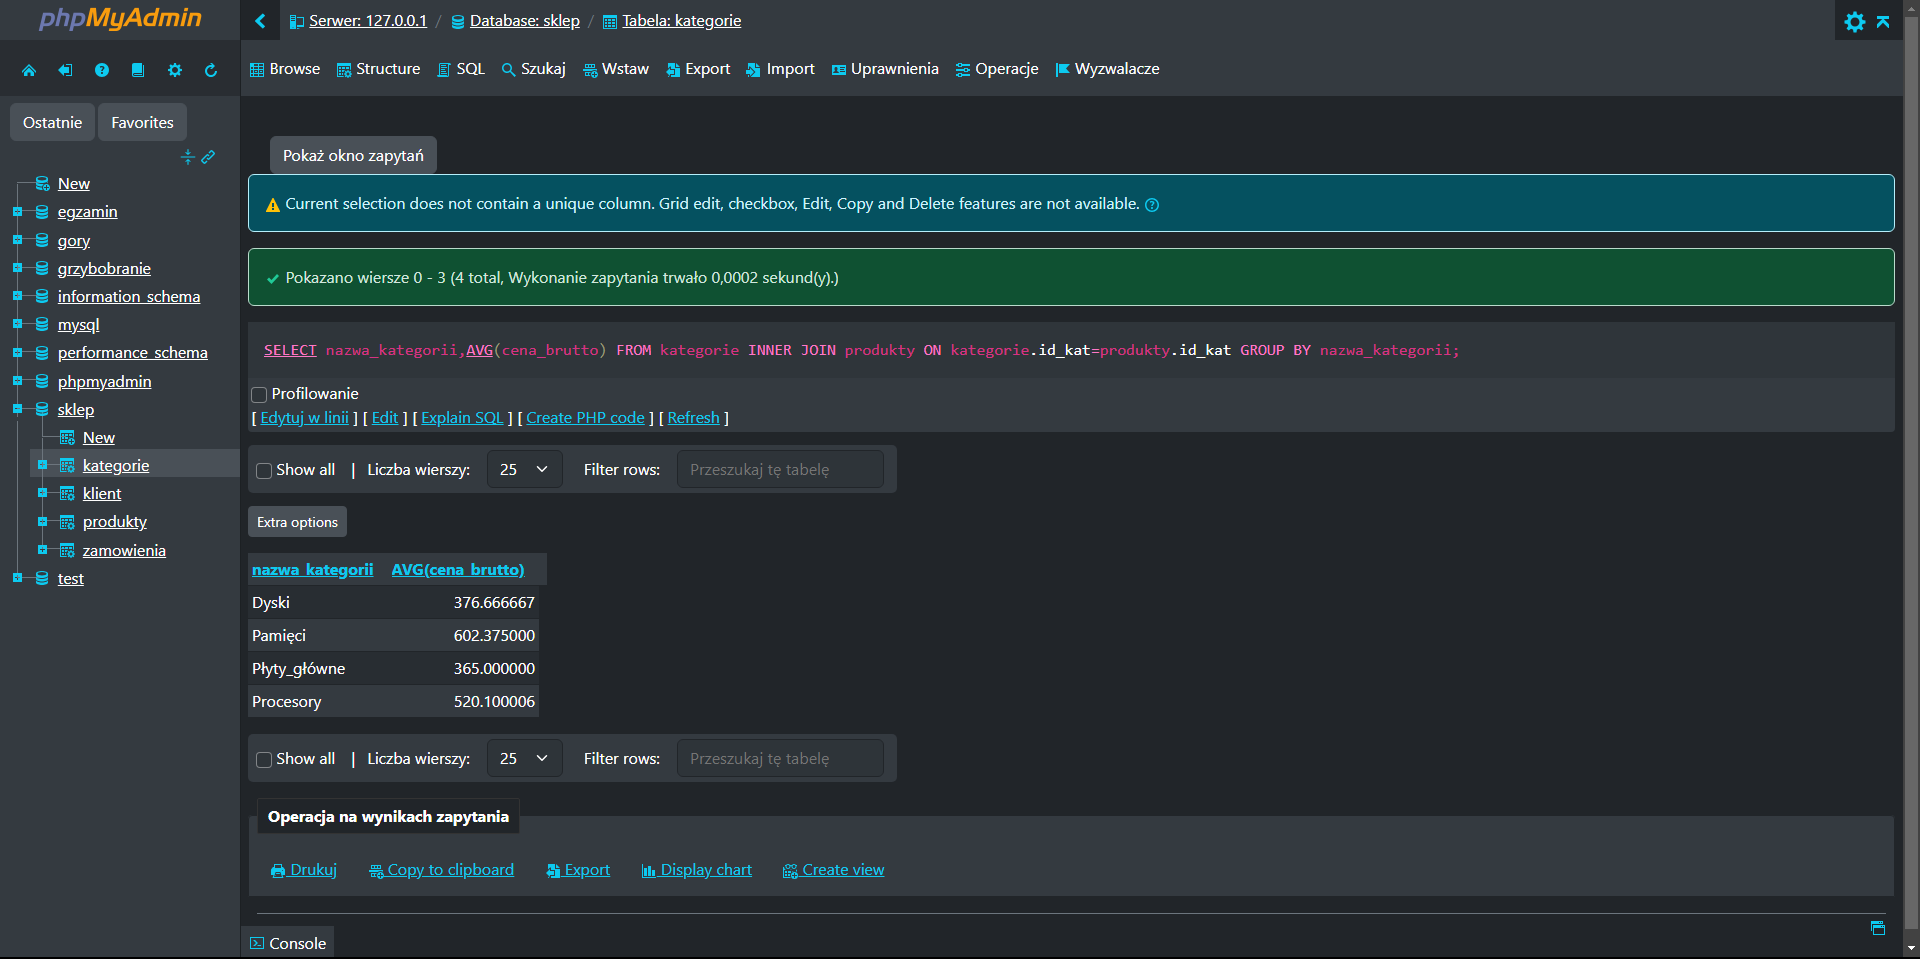 phpMyAdmin
Serwer: 127.0.0.1 / Database: sklep / Tabela: kategorie
Browse Structure SQL Szukaj Wstaw Export Import Uprawnienia Operacje Wyzwalacze
Ostatnie Favorites
New
egzamin
gory
grzybobranie
information_schema
mysql
performance_schema
phpmyadmin
sklep
New
kategorie
klient
produkty
zamowienia
test
Pokaż okno zapytań
Current selection does not contain a unique column. Grid edit, checkbox, Edit, Copy and Delete features are not available.
Pokazano wiersze 0 - 3 (4 total, Wykonanie zapytania trwało 0,0002 sekund(y).)
SELECT nazwa_kategorii,AVG(cena_brutto) FROM kategorie INNER JOIN produkty ON kategorie.id_kat=produkty.id_kat GROUP BY nazwa_kategorii;
Profilowanie
[ Edytuj w linii ] [ Edit ] [ Explain SQL ] [ Create PHP code ] [ Refresh ]
Show all | Liczba wierszy: 25 Filter rows: Przeszukaj tę tabelę
Extra options
nazwa_kategorii AVG(cena_brutto)
Dyski 376.666667
Pamięci 602.375000
Płyty_główne 365.000000
Procesory 520.100006
Show all | Liczba wierszy: 25 Filter rows: Przeszukaj tę tabelę
Operacja na wynikach zapytania
Drukuj Copy to clipboard Export Display chart Create view
Console